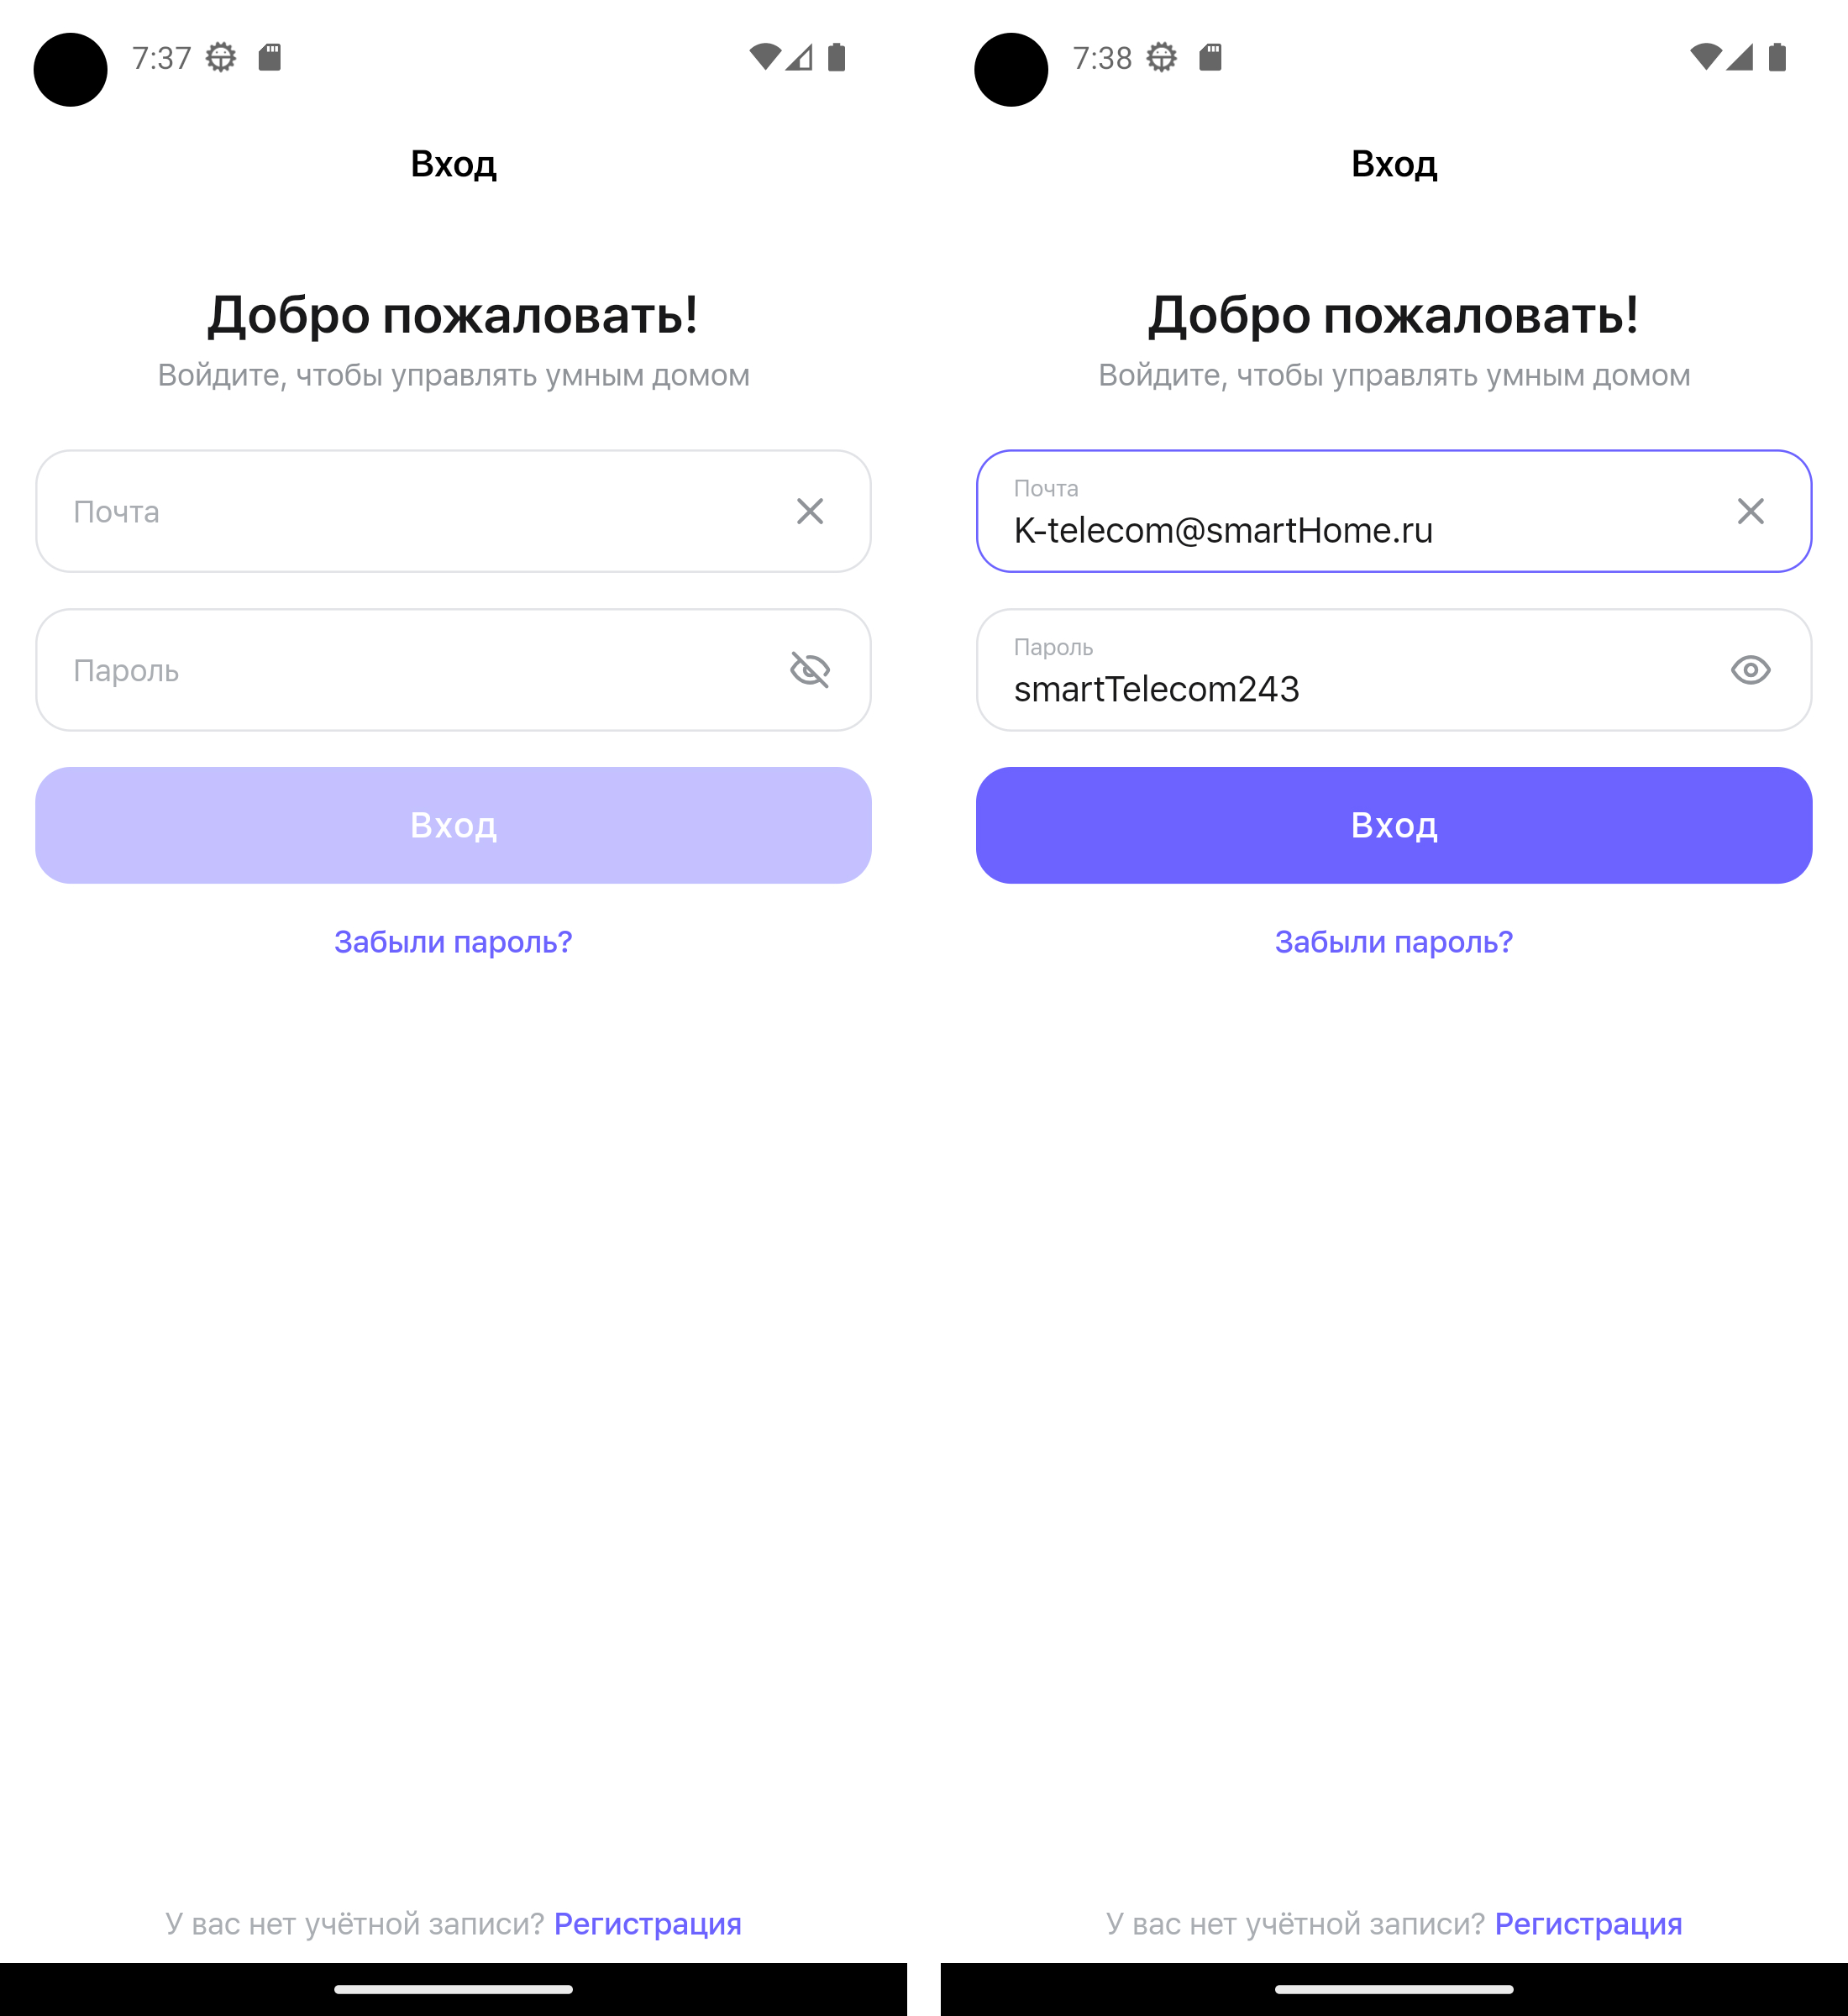 7:37
Вход
Добро пожаловать!
Войдите, чтобы управлять умным домом
Почта
Пароль
Вход
Забыли пароль?
У вас нет учётной записи? Регистрация
7:38
Вход
Добро пожаловать!
Войдите, чтобы управлять умным домом
Почта
K-telecom@smartHome.ru
Пароль
smartTelecom243
Вход
Забыли пароль?
У вас нет учётной записи? Регистрация